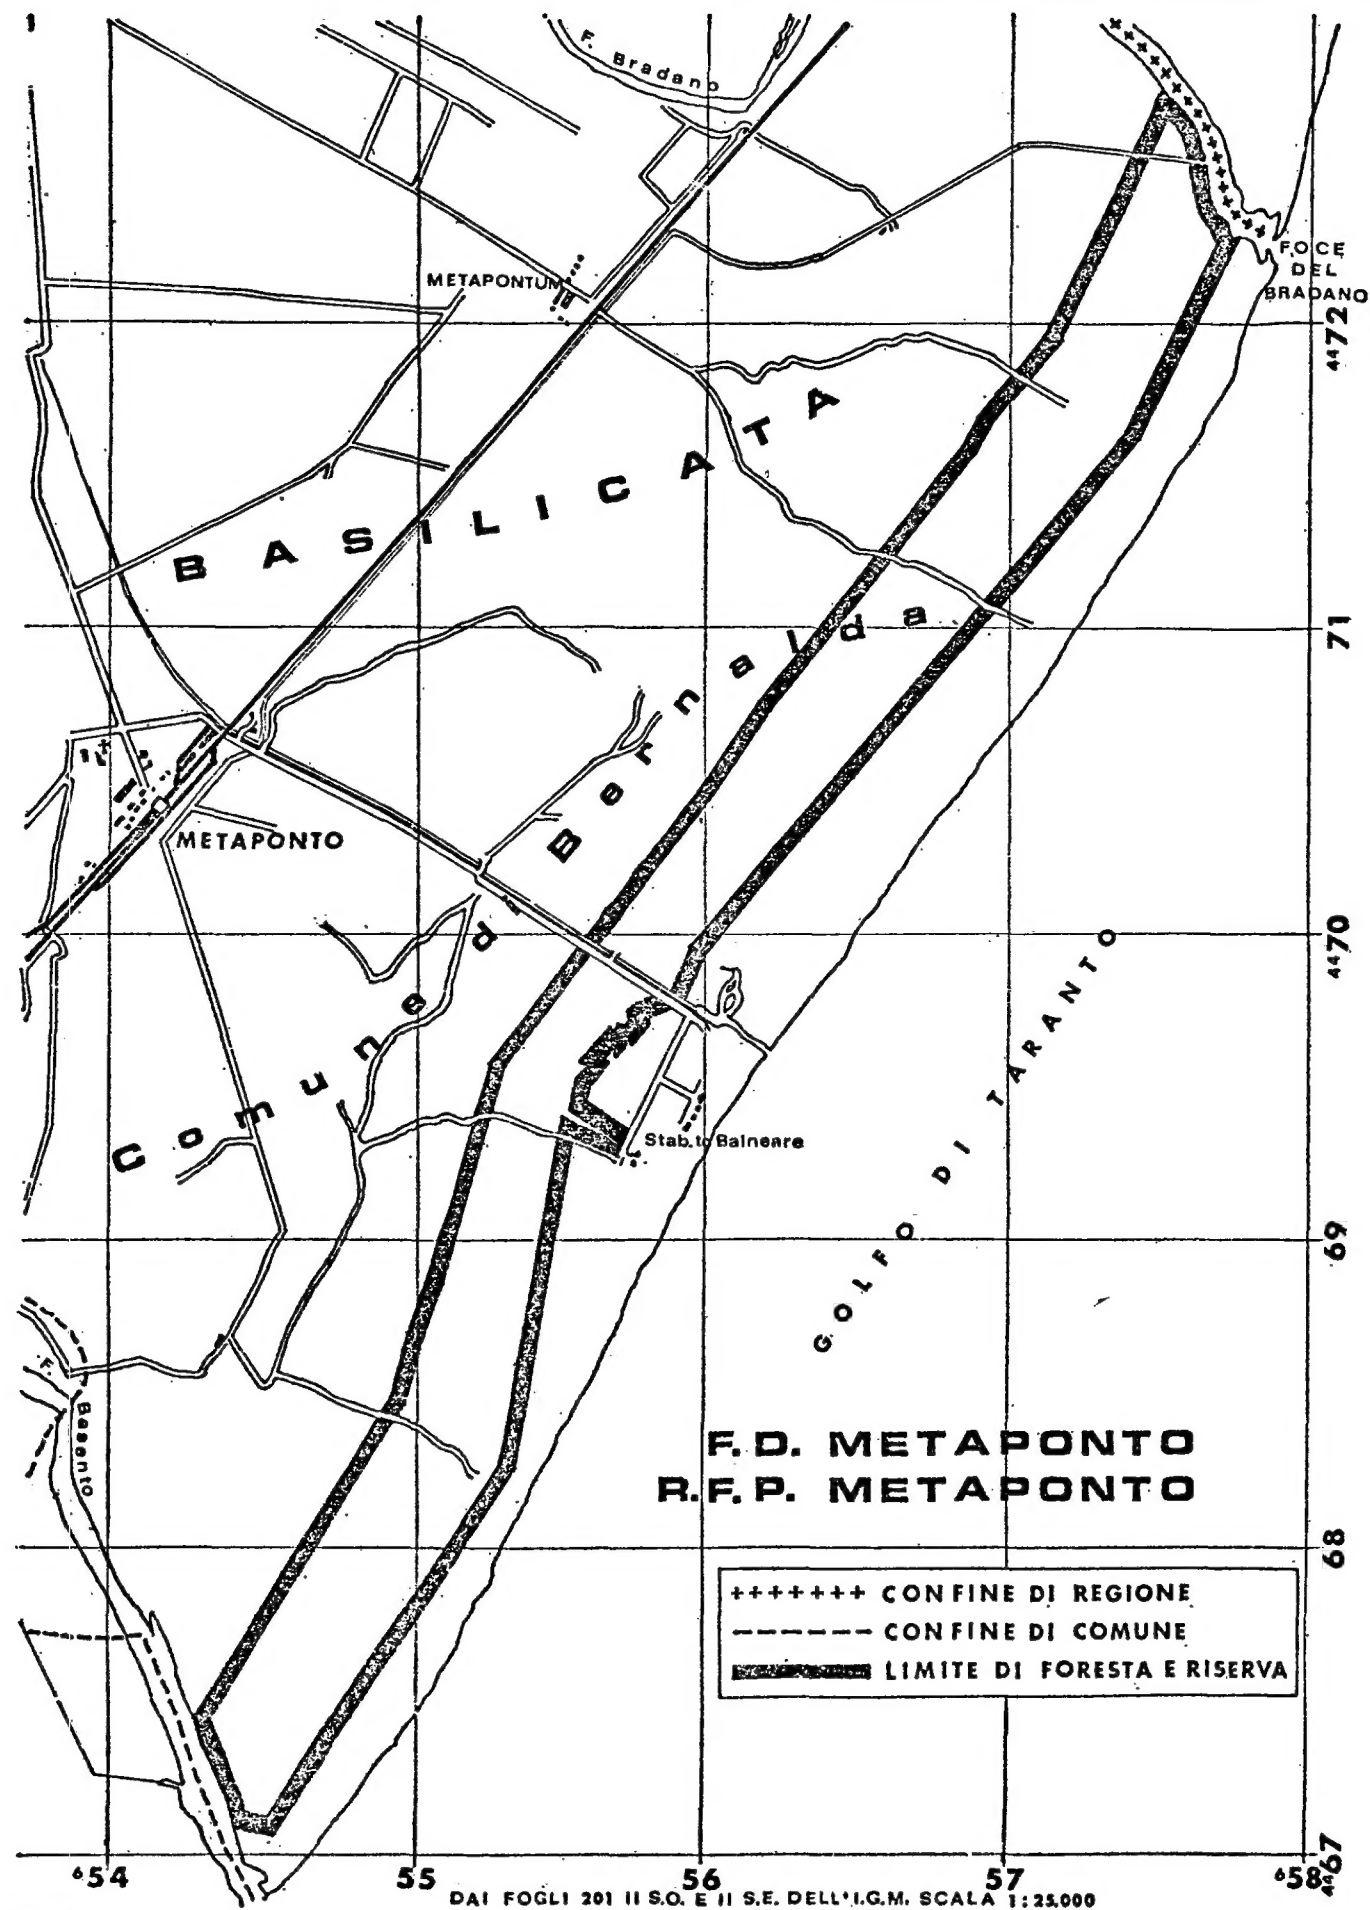 F. Bradano
METAPONTUM
FOCE
DEL
BRADANO
⁴⁴72
BASILICATA
71
METAPONTO
Comune d Bernalda
⁴⁴70
GOLFO DI TARANTO
Stab.to Balneare
69
F. Basento
F.D. METAPONTO
R.F.P. METAPONTO
68
+++++++ CONFINE DI REGIONE
------- CONFINE DI COMUNE
LIMITE DI FORESTA E RISERVA
⁴⁴67
⁶54 55 56 57 ⁶58
DAI FOGLI 201 II S.O. E II S.E. DELL'I.G.M. SCALA 1:25.000